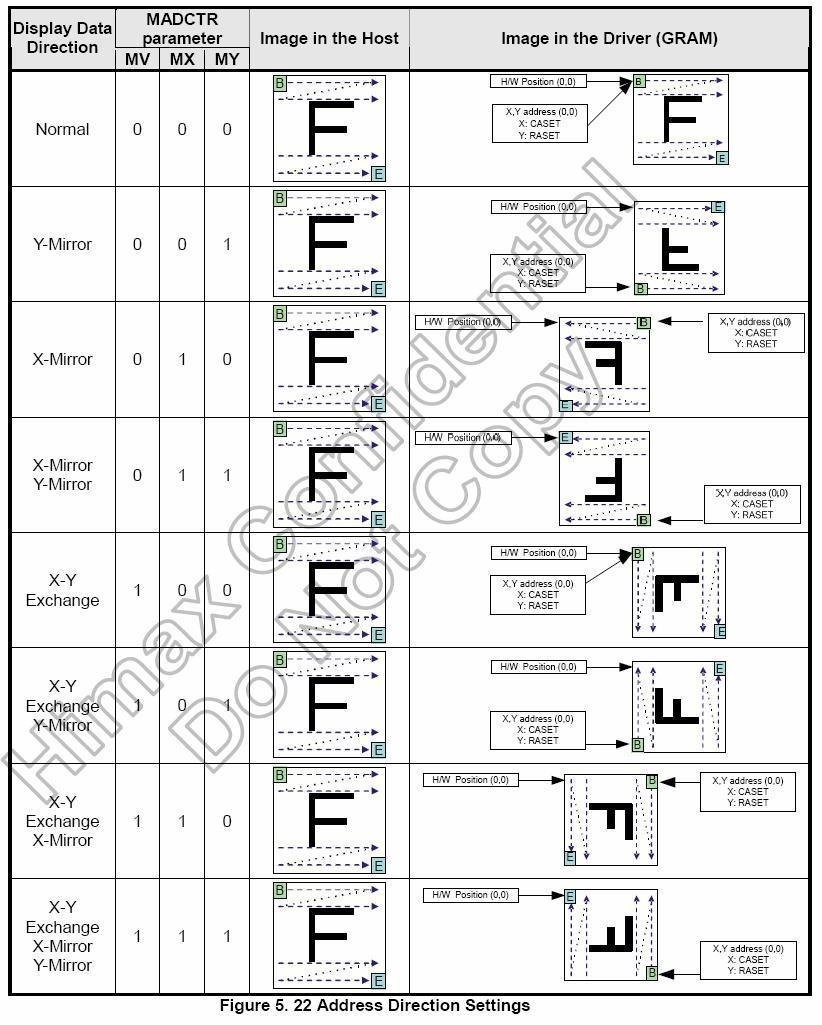 Display Data Direction
MADCTR parameter
Image in the Host
Image in the Driver (GRAM)
MV MX MY
Normal
0 0 0
B
E
H/W Position (0,0)
X,Y address (0,0)
X: CASET
Y: RASET
B
E
Y-Mirror
0 0 1
B
E
H/W Position (0,0)
X,Y address (0,0)
X: CASET
Y: RASET
E
B
X-Mirror
0 1 0
B
E
H/W Position (0,0)
B
E
X,Y address (0,0)
X: CASET
Y: RASET
X-Mirror
Y-Mirror
0 1 1
B
E
H/W Position (0,0)
E
B
X,Y address (0,0)
X: CASET
Y: RASET
X-Y
Exchange
1 0 0
B
E
H/W Position (0,0)
X,Y address (0,0)
X: CASET
Y: RASET
B
E
X-Y
Exchange
Y-Mirror
1 0 1
B
E
H/W Position (0,0)
X,Y address (0,0)
X: CASET
Y: RASET
E
B
X-Y
Exchange
X-Mirror
1 1 0
B
E
H/W Position (0,0)
B
E
X,Y address (0,0)
X: CASET
Y: RASET
X-Y
Exchange
X-Mirror
Y-Mirror
1 1 1
B
E
H/W Position (0,0)
E
B
X,Y address (0,0)
X: CASET
Y: RASET
Himax Confidential
Do Not Copy
Figure 5. 22 Address Direction Settings